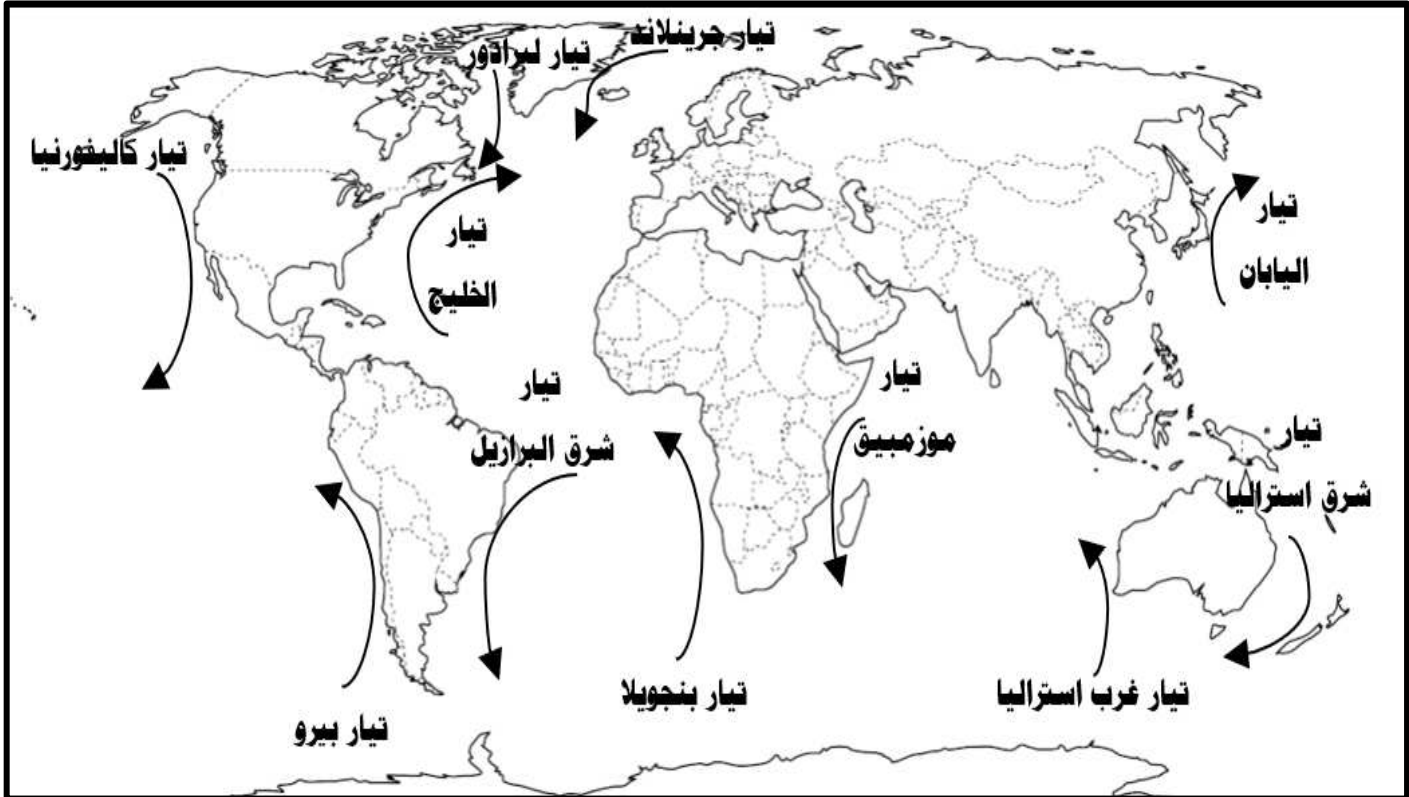 تيار جرينلاند
تيار لبرادور
تيار كاليفورنيا
تيار
الخليج
تيار
اليابان
تيار
شرق البرازيل
تيار
موزمبيق
تيار
شرق استراليا
تيار بيرو
تيار بنجويلا
تيار غرب استراليا